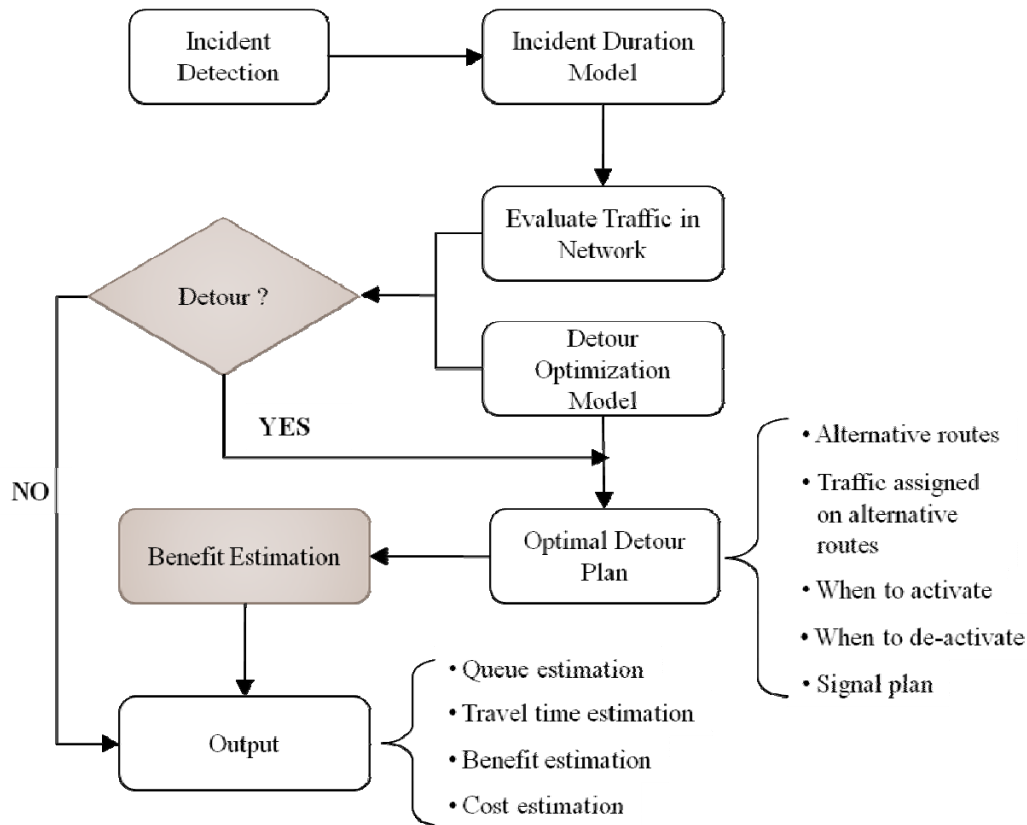 Incident
Detection
Incident Duration
Model
Evaluate Traffic in
Network
Detour ?
Detour
Optimization
Model
YES
NO
• Alternative routes
• Traffic assigned
on alternative
routes
• When to activate
• When to de-activate
• Signal plan
Benefit Estimation
Optimal Detour
Plan
Output
• Queue estimation
• Travel time estimation
• Benefit estimation
• Cost estimation